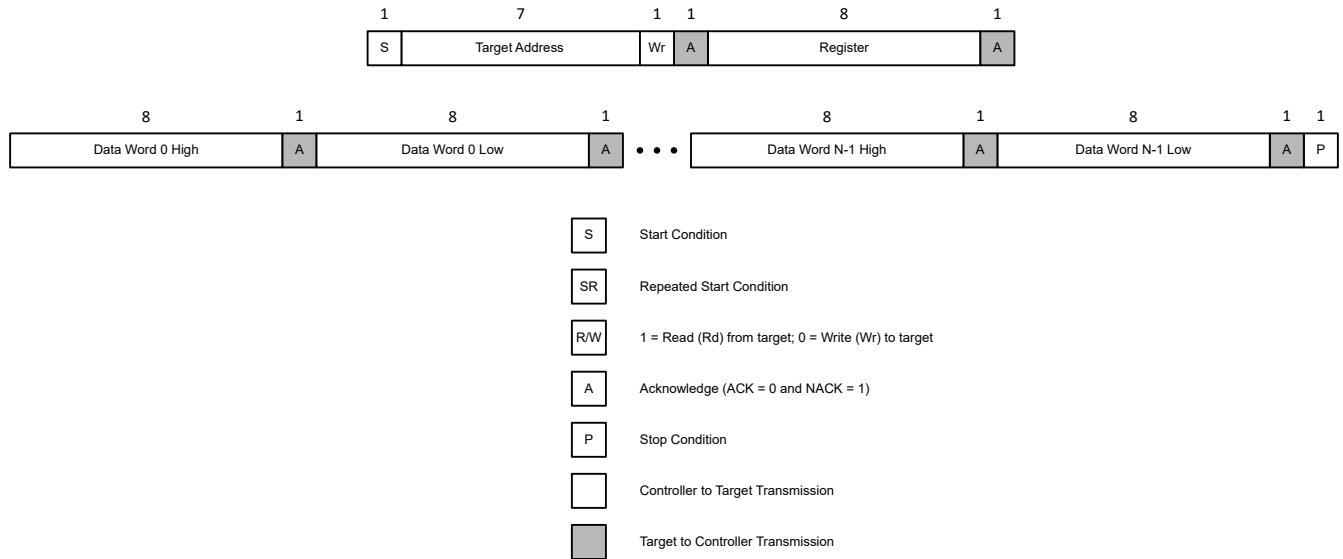 1 7 1 1 8 1
S Target Address Wr A Register A
8 1 8 1 8 1 8 1 1
Data Word 0 High A Data Word 0 Low A • • • Data Word N-1 High A Data Word N-1 Low A P
S Start Condition
SR Repeated Start Condition
R/W 1 = Read (Rd) from target; 0 = Write (Wr) to target
A Acknowledge (ACK = 0 and NACK = 1)
P Stop Condition
Controller to Target Transmission
Target to Controller Transmission